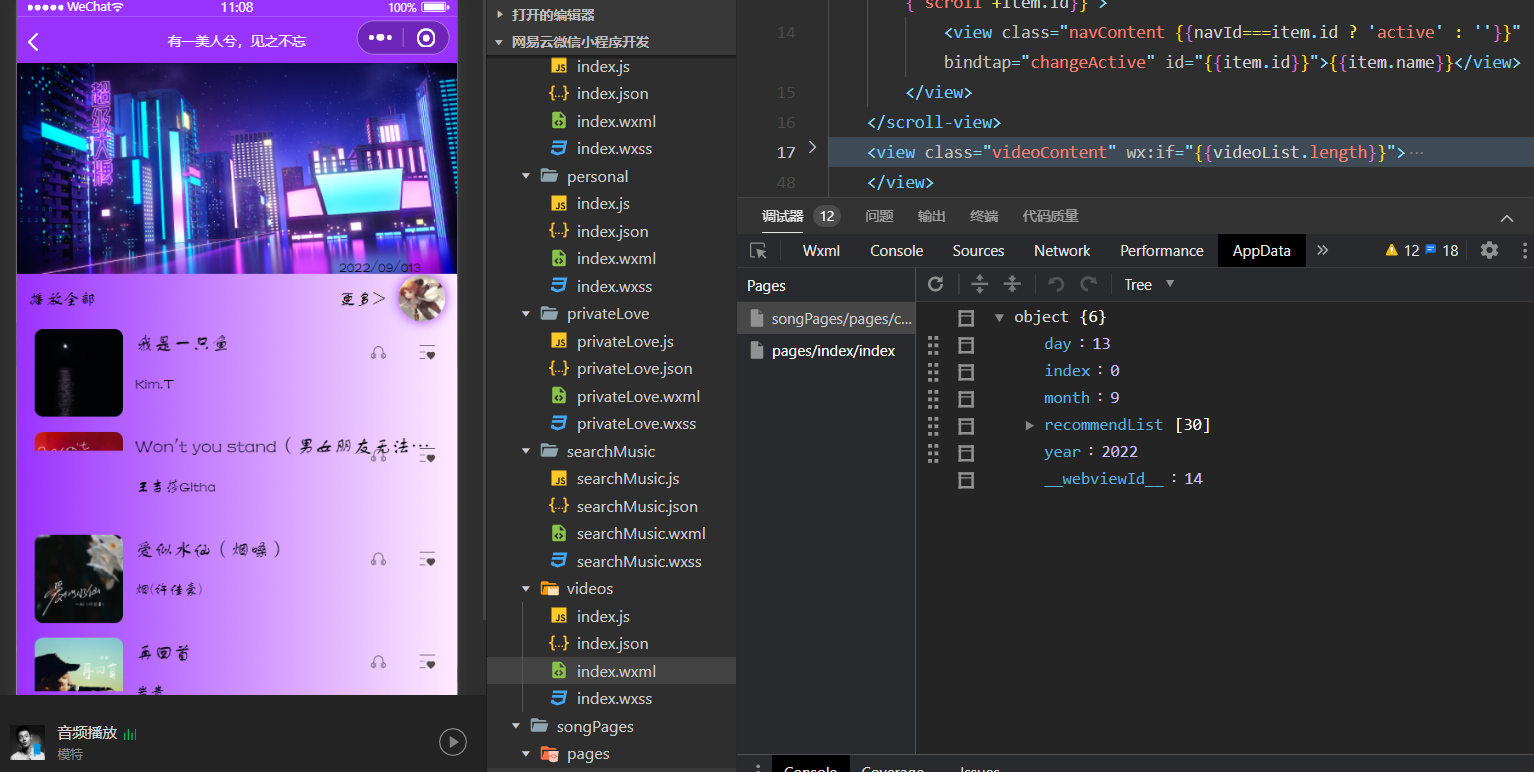 WeChat
11:08
100%
有一美人兮，见之不忘
超级大牌
2022/09/013
播放全部
更多>
我是一只鱼
Kim.T
Won't you stand（男女朋友无法…
王吉莎Githa
爱似水仙（烟嗓）
烟(许佳豪)
再回首
音频播放
模特
打开的编辑器
网易云微信小程序开发
index.js
index.json
index.wxml
index.wxss
personal
index.js
index.json
index.wxml
index.wxss
privateLove
privateLove.js
privateLove.json
privateLove.wxml
privateLove.wxss
searchMusic
searchMusic.js
searchMusic.json
searchMusic.wxml
searchMusic.wxss
videos
index.js
index.json
index.wxml
index.wxss
songPages
pages
{'scroll'+item.id}}">
14 <view class="navContent {{navId===item.id ? 'active' : ''}}"
bindtap="changeActive" id="{{item.id}}">{{item.name}}</view>
15 </view>
16 </scroll-view>
17 <view class="videoContent" wx:if="{{videoList.length}}">…
48 </view>
调试器 12 问题 输出 终端 代码质量
Wxml Console Sources Network Performance AppData » 12 18
Pages
Tree
songPages/pages/c...
pages/index/index
object {6}
day : 13
index : 0
month : 9
recommendList [30]
year : 2022
__webviewId__ : 14
Console Coverage Issues